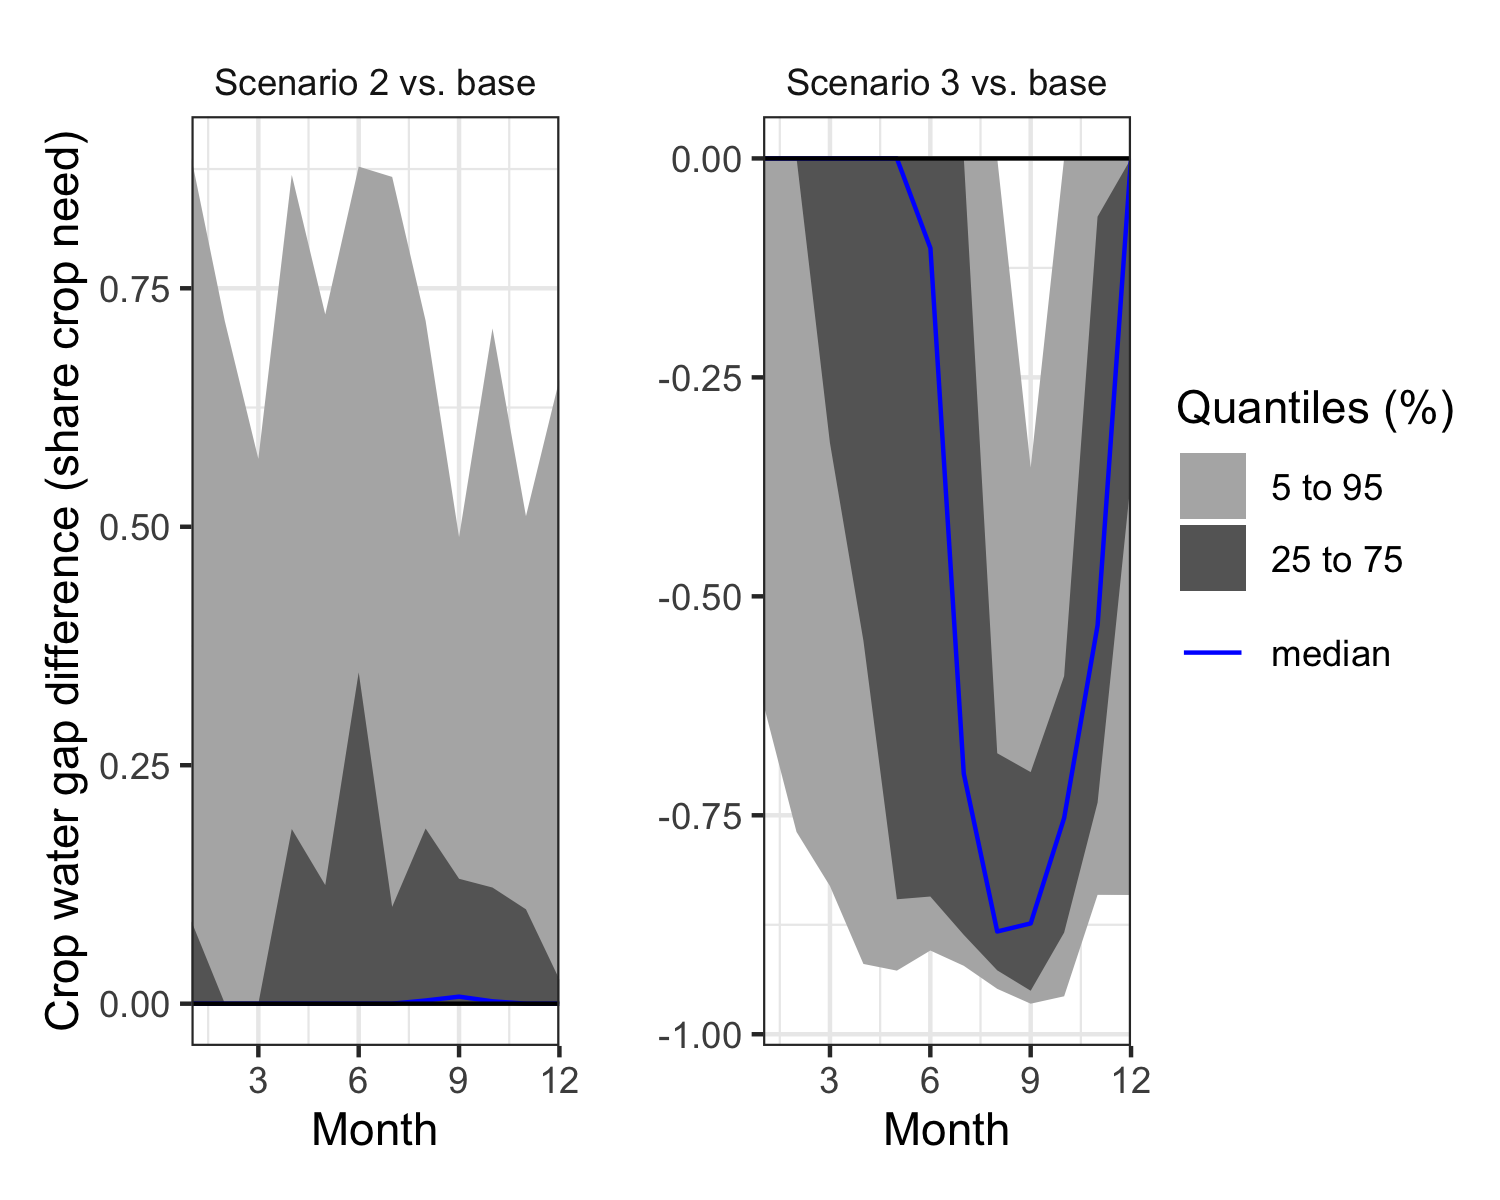 Scenario 2 vs. base
Scenario 3 vs. base
Crop water gap difference (share crop need)
0.75
0.50
0.25
0.00
3 6 9 12
Month
0.00
-0.25
-0.50
-0.75
-1.00
3 6 9 12
Month
Quantiles (%)
5 to 95
25 to 75
median